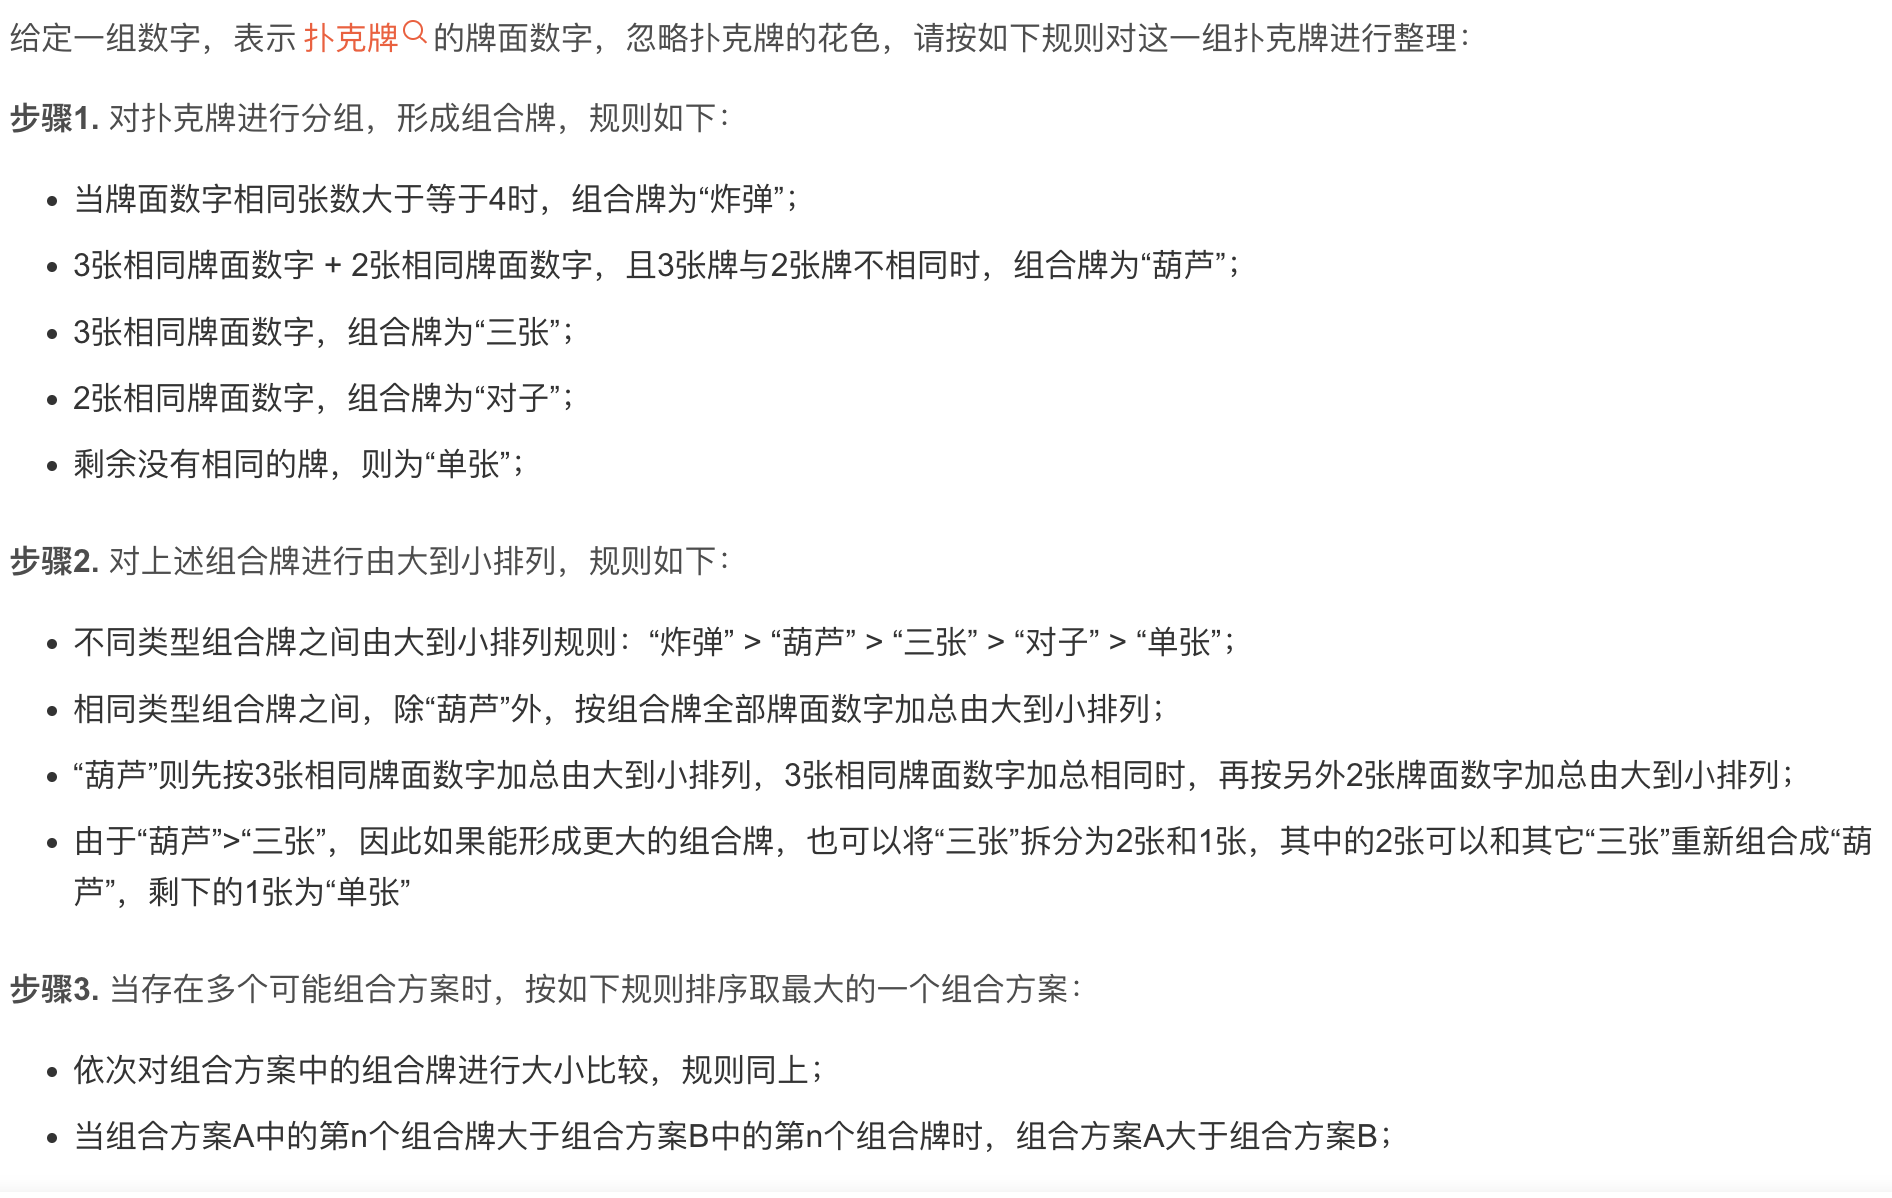 给定一组数字，表示 扑克牌 的牌面数字，忽略扑克牌的花色，请按如下规则对这一组扑克牌进行整理：
步骤1. 对扑克牌进行分组，形成组合牌，规则如下：
• 当牌面数字相同张数大于等于4时，组合牌为“炸弹”；
• 3张相同牌面数字 + 2张相同牌面数字，且3张牌与2张牌不相同时，组合牌为“葫芦”；
• 3张相同牌面数字，组合牌为“三张”；
• 2张相同牌面数字，组合牌为“对子”；
• 剩余没有相同的牌，则为“单张”；
步骤2. 对上述组合牌进行由大到小排列，规则如下：
• 不同类型组合牌之间由大到小排列规则：“炸弹” > “葫芦” > “三张” > “对子” > “单张”；
• 相同类型组合牌之间，除“葫芦”外，按组合牌全部牌面数字加总由大到小排列；
• “葫芦”则先按3张相同牌面数字加总由大到小排列，3张相同牌面数字加总相同时，再按另外2张牌面数字加总由大到小排列；
• 由于“葫芦”>“三张”，因此如果能形成更大的组合牌，也可以将“三张”拆分为2张和1张，其中的2张可以和其它“三张”重新组合成“葫
芦”，剩下的1张为“单张”
步骤3. 当存在多个可能组合方案时，按如下规则排序取最大的一个组合方案：
• 依次对组合方案中的组合牌进行大小比较，规则同上；
• 当组合方案A中的第n个组合牌大于组合方案B中的第n个组合牌时，组合方案A大于组合方案B；